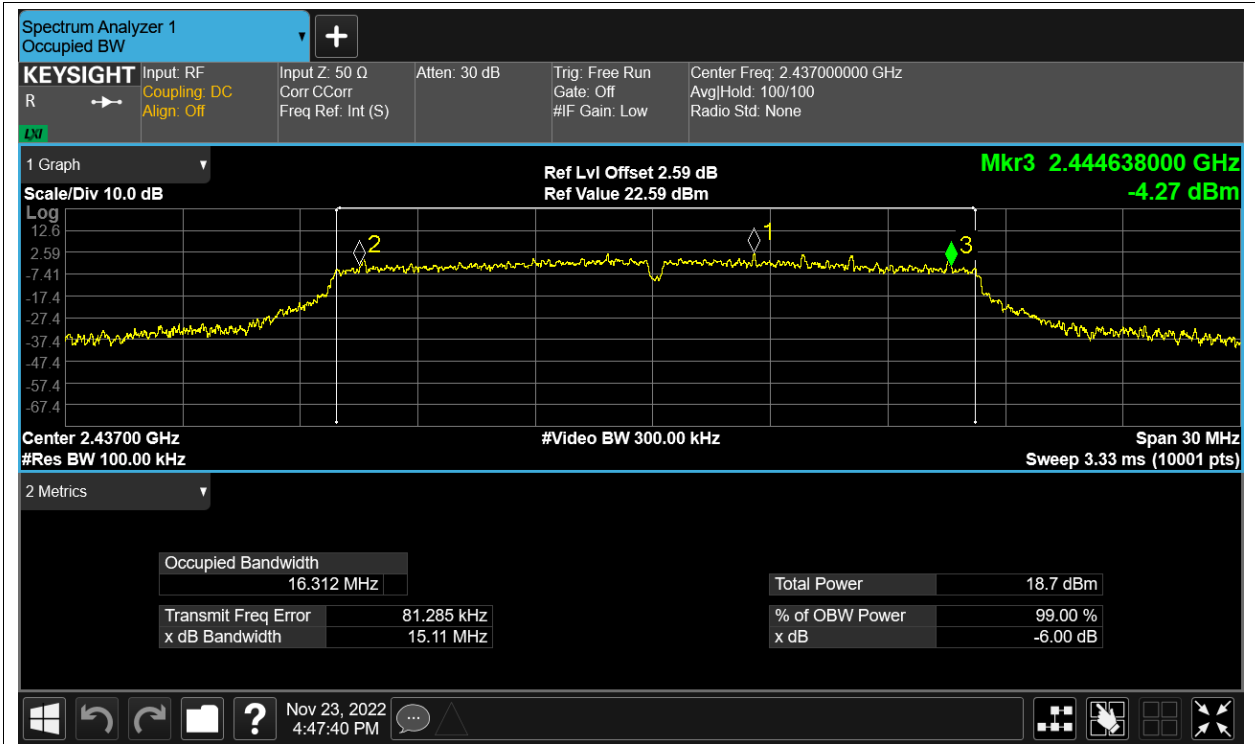 Spectrum Analyzer 1
Occupied BW
▼
+
KEYSIGHT
R
LXI
Input: RF
Coupling: DC
Align: Off
Input Z: 50 Ω
Corr CCorr
Freq Ref: Int (S)
Atten: 30 dB
Trig: Free Run
Gate: Off
#IF Gain: Low
Center Freq: 2.437000000 GHz
Avg|Hold: 100/100
Radio Std: None
1 Graph ▼
Scale/Div 10.0 dB
Ref Lvl Offset 2.59 dB
Ref Value 22.59 dBm
Mkr3 2.444638000 GHz
-4.27 dBm
Log
12.6
2.59
-7.41
-17.4
-27.4
-37.4
-47.4
-57.4
-67.4
2
1
3
Center 2.43700 GHz
#Res BW 100.00 kHz
#Video BW 300.00 kHz
Span 30 MHz
Sweep 3.33 ms (10001 pts)
2 Metrics ▼
Occupied Bandwidth
16.312 MHz
Transmit Freq Error 81.285 kHz
x dB Bandwidth 15.11 MHz
Total Power 18.7 dBm
% of OBW Power 99.00 %
x dB -6.00 dB
?
Nov 23, 2022
4:47:40 PM